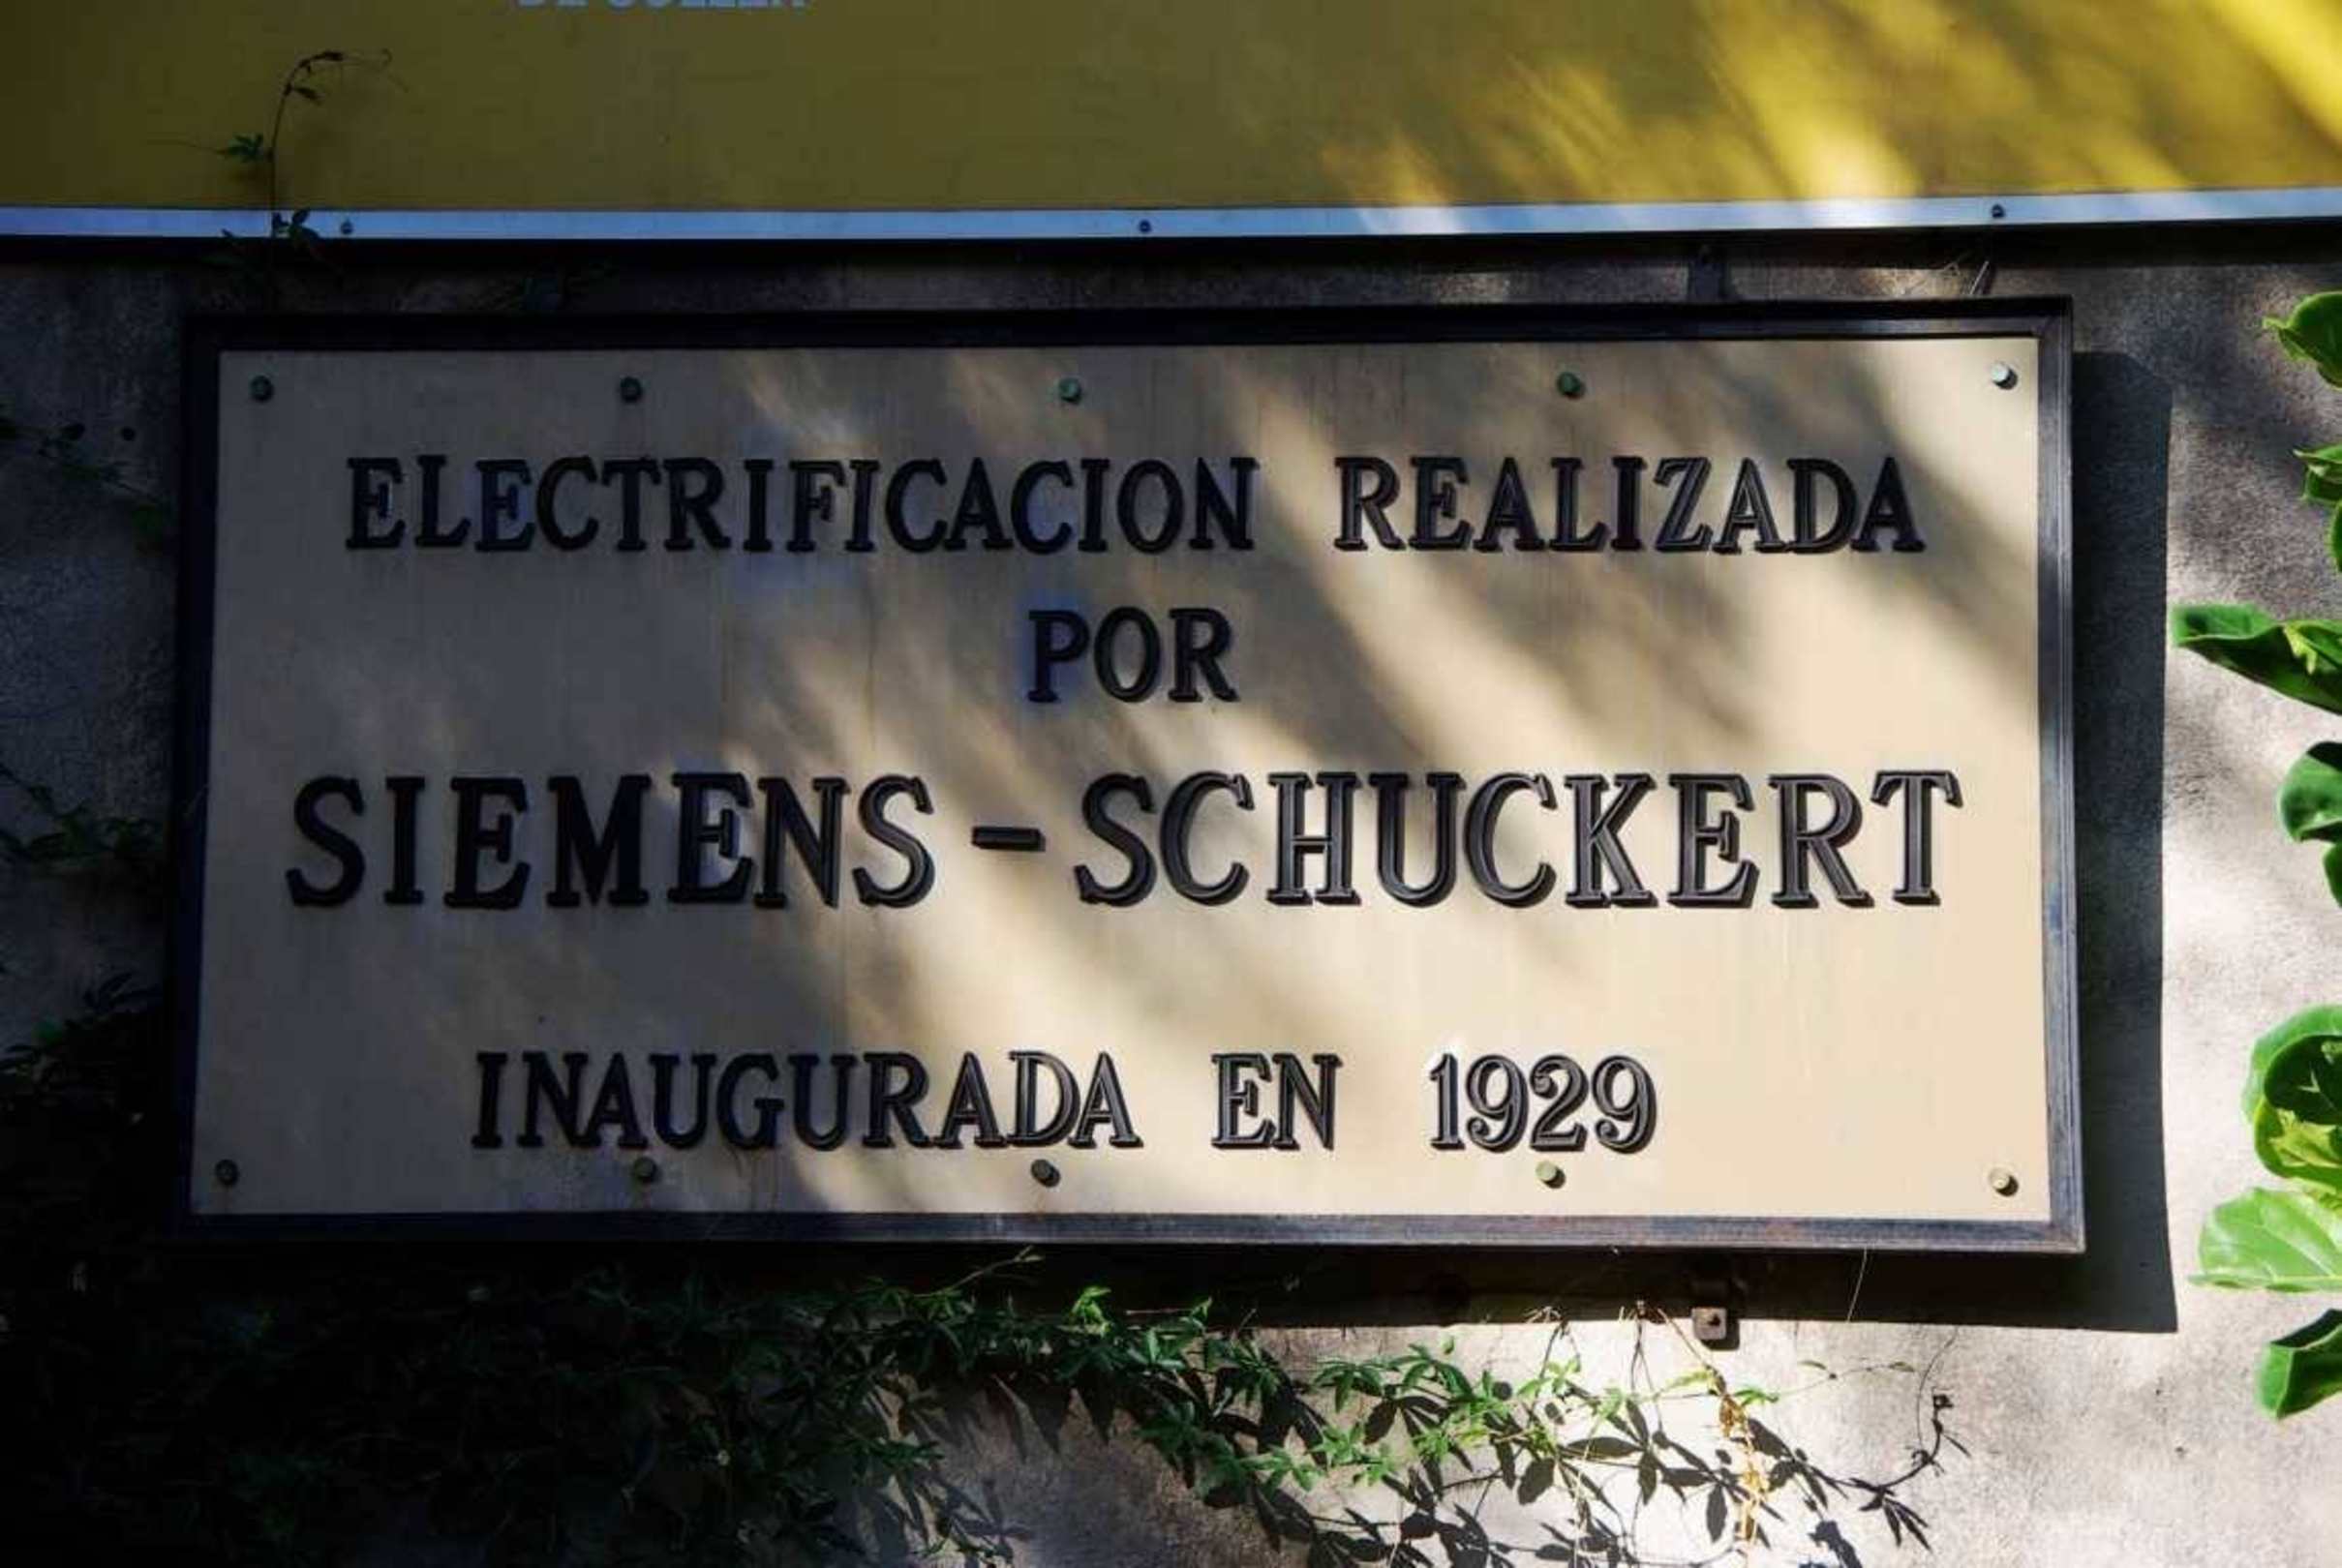 ELECTRIFICACION REALIZADA
POR
SIEMENS-SCHUCKERT
INAUGURADA EN 1929